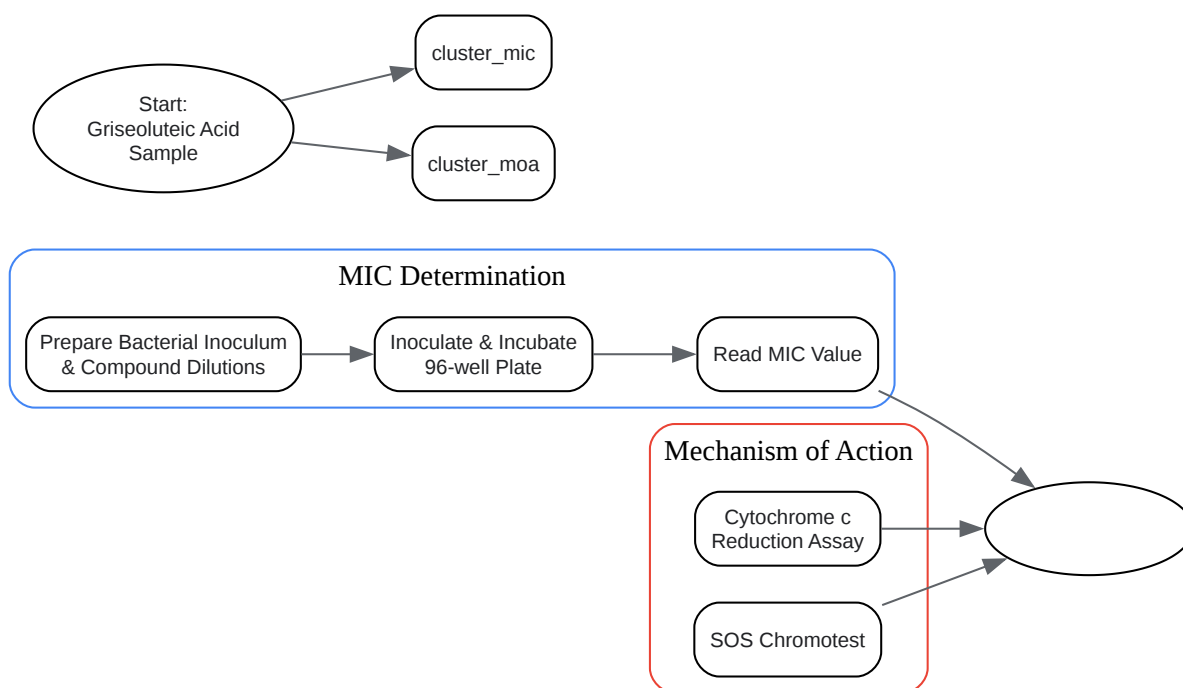 cluster_mic
Start:
Griseoluteic Acid
Sample
cluster_moa
MIC Determination
Prepare Bacterial Inoculum
& Compound Dilutions
Inoculate & Incubate
96-well Plate
Read MIC Value
Mechanism of Action
Cytochrome c
Reduction Assay
SOS Chromotest